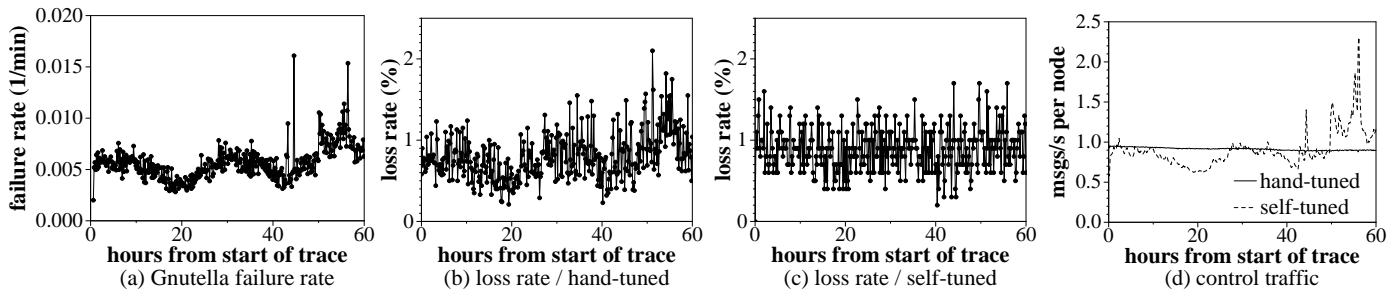 failure rate (1/min)
0.020
0.015
0.010
0.005
0.000
0
20
40
60
hours from start of trace
(a) Gnutella failure rate
loss rate (%)
2
1
0
0
20
40
60
hours from start of trace
(b) loss rate / hand-tuned
loss rate (%)
2
1
0
0
20
40
60
hours from start of trace
(c) loss rate / self-tuned
msgs/s per node
2.5
2.0
1.5
1.0
0.5
0.0
hand-tuned
self-tuned
0
20
40
60
hours from start of trace
(d) control traffic